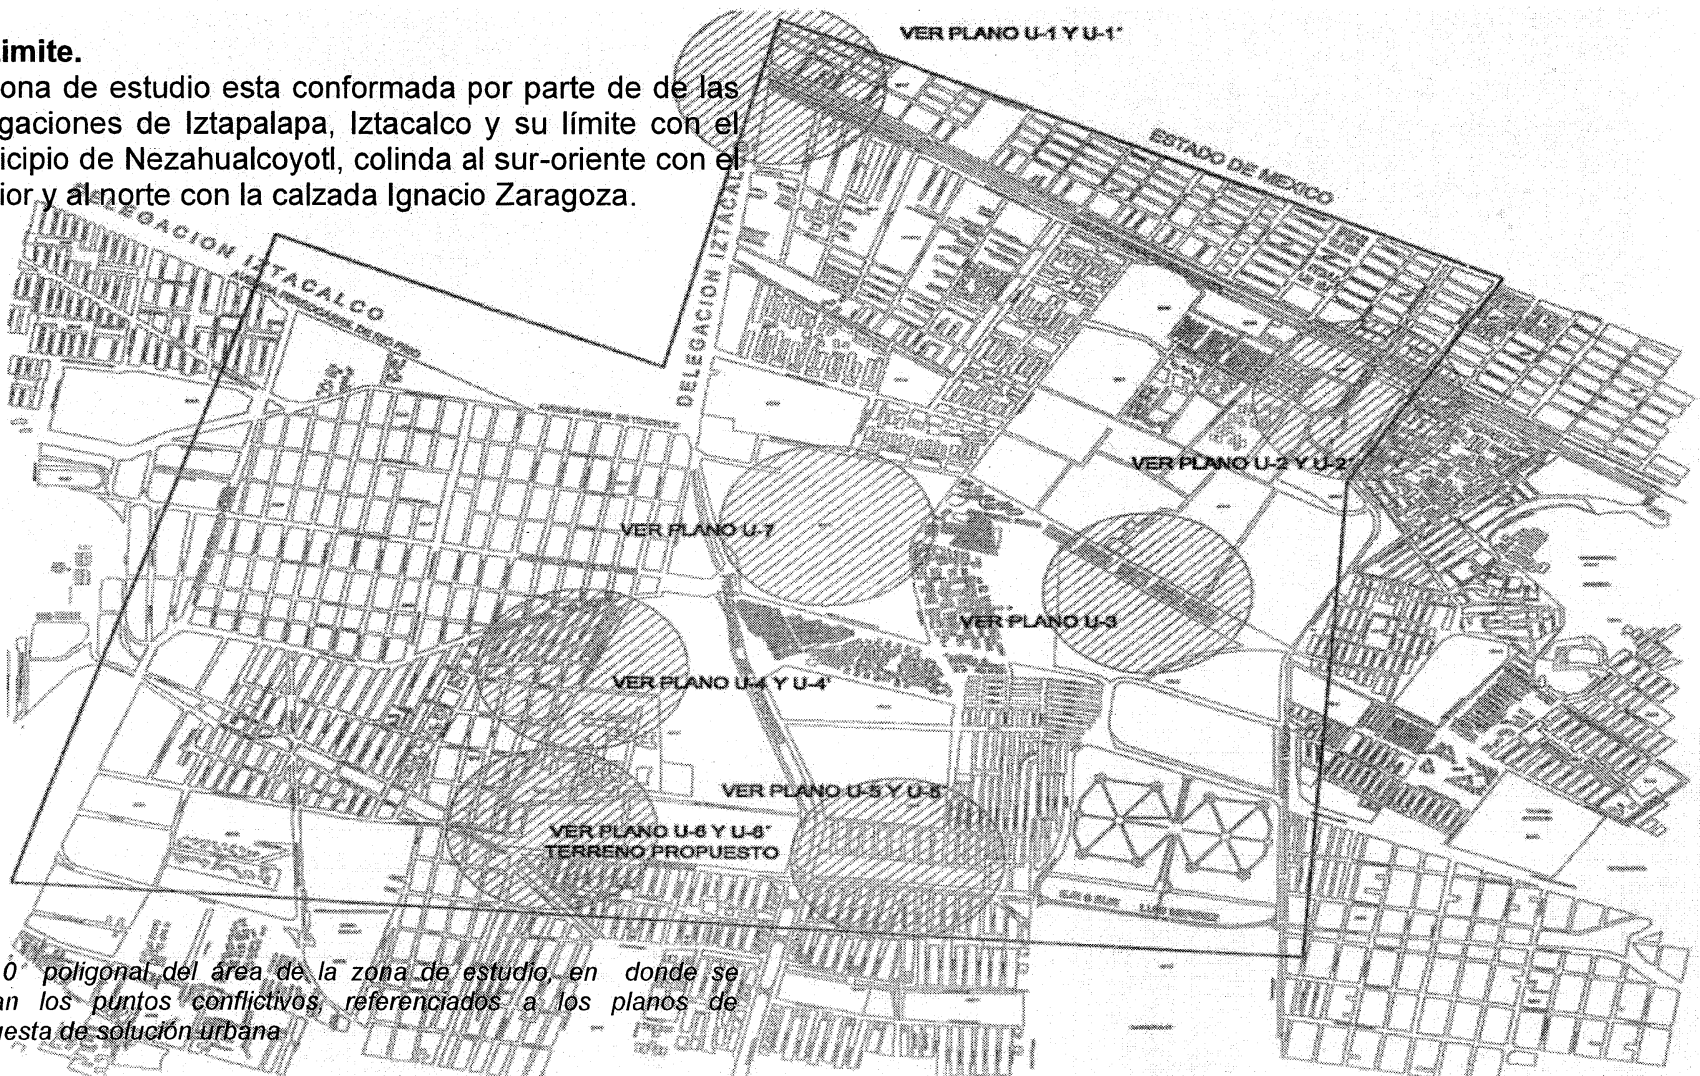 imite.
ona de estudio esta conformada por parte de de las
gaciones de Iztapalapa, Iztacalco y su límite con el
icipio de Nezahualcoyotl, colinda al sur-oriente con el
ior y al norte con la calzada Ignacio Zaragoza.
VER PLANO U-1 Y U-1'
ESTADO DE MEXICO
DELEGACION IZTACALCO
DELEGACION IZTACALCO
VER PLANO U-2 Y U-2'
VER PLANO U-7
VER PLANO U-3
VER PLANO U-4 Y U-4'
VER PLANO U-5 Y U-5'
VER PLANO U-6 Y U-6'
TERRENO PROPUESTO
EJE 6 SUR
0 poligonal del área de la zona de estudio, en donde se
an los puntos conflictivos, referenciados a los planos de
uesta de solución urbana